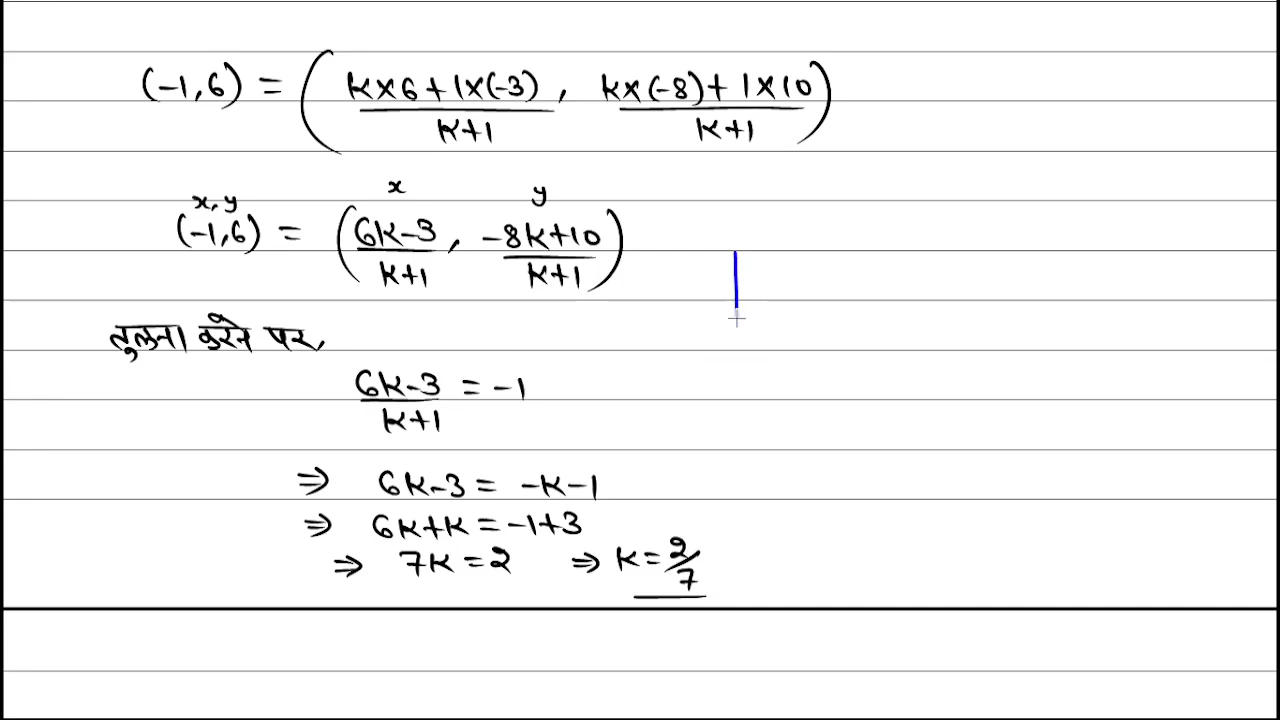 (-1,6) = ( k×6+1×(-3)/k+1 , k×(-8)+1×10/k+1 )
x, y x y
(-1,6) = ( 6k-3/k+1 , -8k+10/k+1 )
तुलना करने पर,
6k-3/k+1 = -1
⇒ 6k-3 = -k-1
⇒ 6k+k = -1+3
⇒ 7k = 2 ⇒ k = 2/7